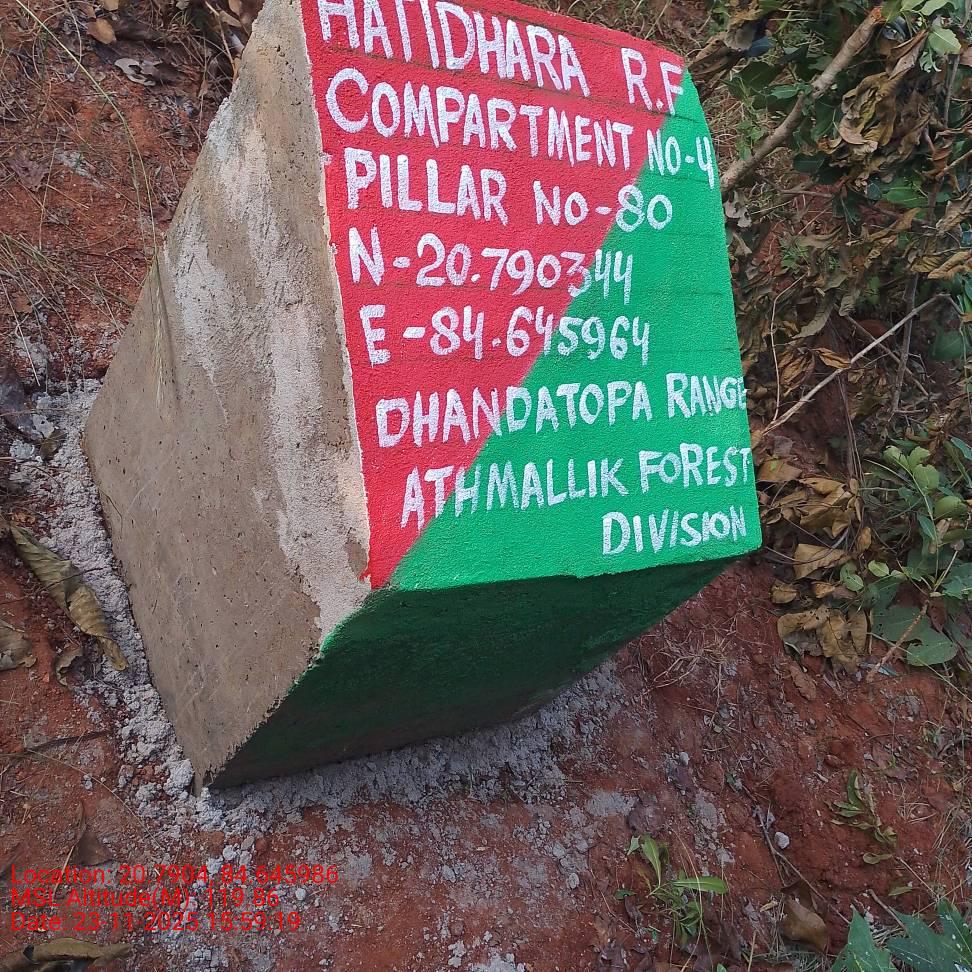 HATIDHARA R.F
COMPARTMENT No-4
PILLAR No-80
N-20.790344
E-84.645964
DHANDATOPA RANGE
ATHMALLIK FOREST
DIVISION
Location: 20.7904, 84.645986
MSL Altitude(M): 119.86
Date: 23-11-2025 15:59:19